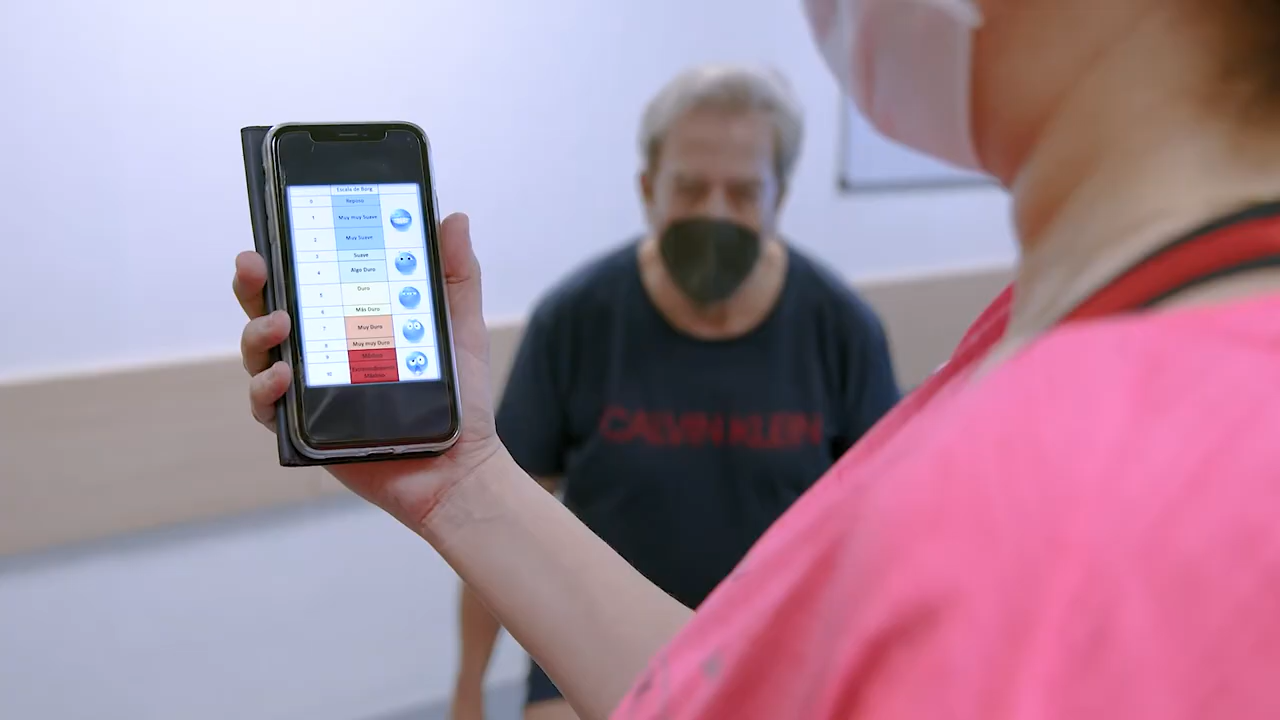 Escala de Borg
0 Reposo
1 Muy muy Suave
2 Muy Suave
3 Suave
4 Algo Duro
5 Duro
6 Más Duro
7 Muy Duro
8 Muy muy Duro
9 Máximo
10
Máximo
CALVIN KLEIN